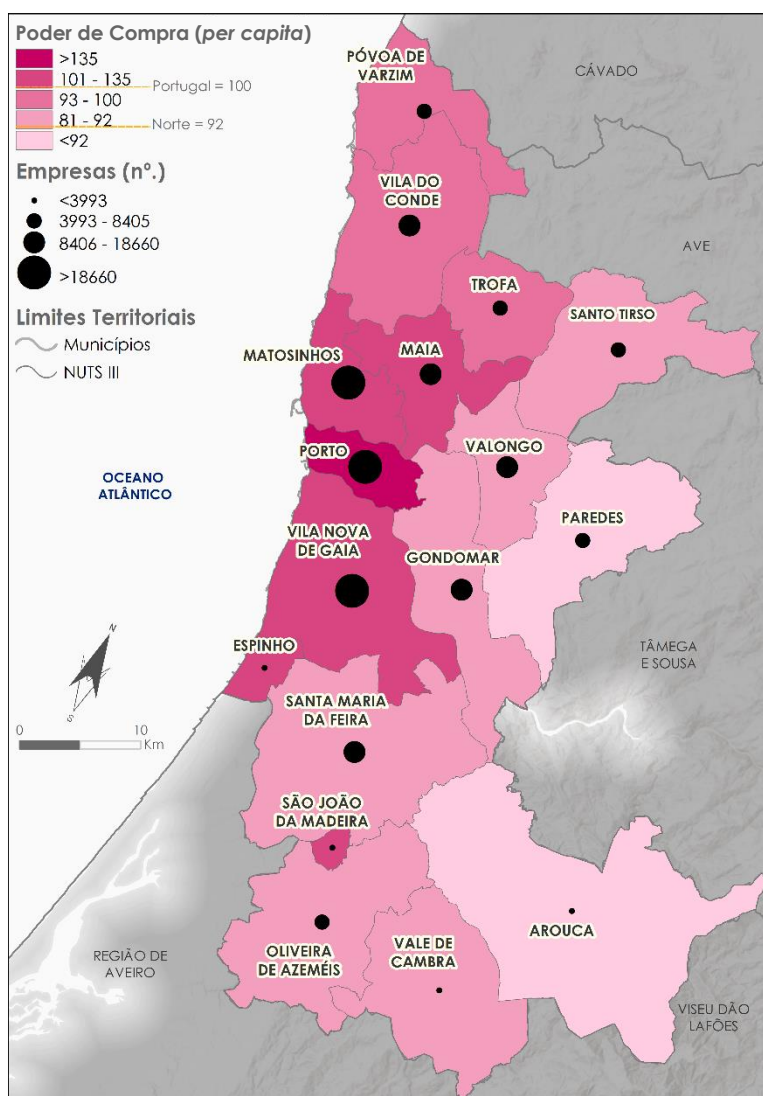 Poder de Compra (per capita)
>135
101 - 135
Portugal = 100
93 - 100
81 - 92
Norte = 92
<92
Empresas (nº.)
<3993
3993 - 8405
8406 - 18660
>18660
Limites Territoriais
Municípios
NUTS III
PÓVOA DE
VARZIM
CÁVADO
VILA DO
CONDE
AVE
TROFA
SANTO TIRSO
MATOSINHOS
MAIA
PORTO
VALONGO
OCEANO
ATLÂNTICO
PAREDES
VILA NOVA
DE GAIA
GONDOMAR
N
S
ESPINHO
TÂMEGA
E SOUSA
0 10
Km
SANTA MARIA
DA FEIRA
SÃO JOÃO
DA MADEIRA
AROUCA
OLIVEIRA
DE AZEMÉIS
VALE DE
CAMBRA
REGIÃO DE
AVEIRO
VISEU DÃO
LAFÕES